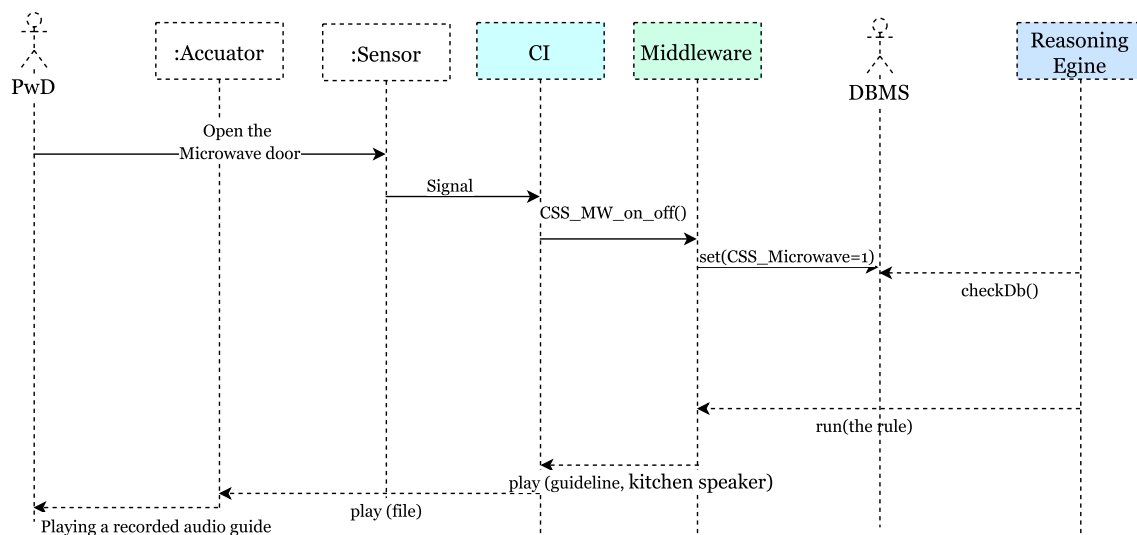 PwD
:Accuator
:Sensor
CI
Middleware
DBMS
Reasoning
Egine
Open the
Microwave door
Signal
CSS_MW_on_off()
set(CSS_Microwave=1)
checkDb()
run(the rule)
play (guideline, kitchen speaker)
play (file)
Playing a recorded audio guide